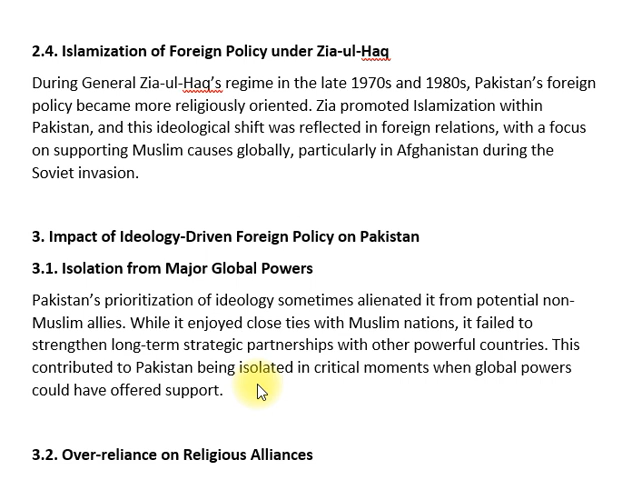 2.4. Islamization of Foreign Policy under Zia-ul-Haq
During General Zia-ul-Haq’s regime in the late 1970s and 1980s, Pakistan’s foreign
policy became more religiously oriented. Zia promoted Islamization within
Pakistan, and this ideological shift was reflected in foreign relations, with a focus
on supporting Muslim causes globally, particularly in Afghanistan during the
Soviet invasion.
3. Impact of Ideology-Driven Foreign Policy on Pakistan
3.1. Isolation from Major Global Powers
Pakistan’s prioritization of ideology sometimes alienated it from potential non-
Muslim allies. While it enjoyed close ties with Muslim nations, it failed to
strengthen long-term strategic partnerships with other powerful countries. This
contributed to Pakistan being isolated in critical moments when global powers
could have offered support.
3.2. Over-reliance on Religious Alliances